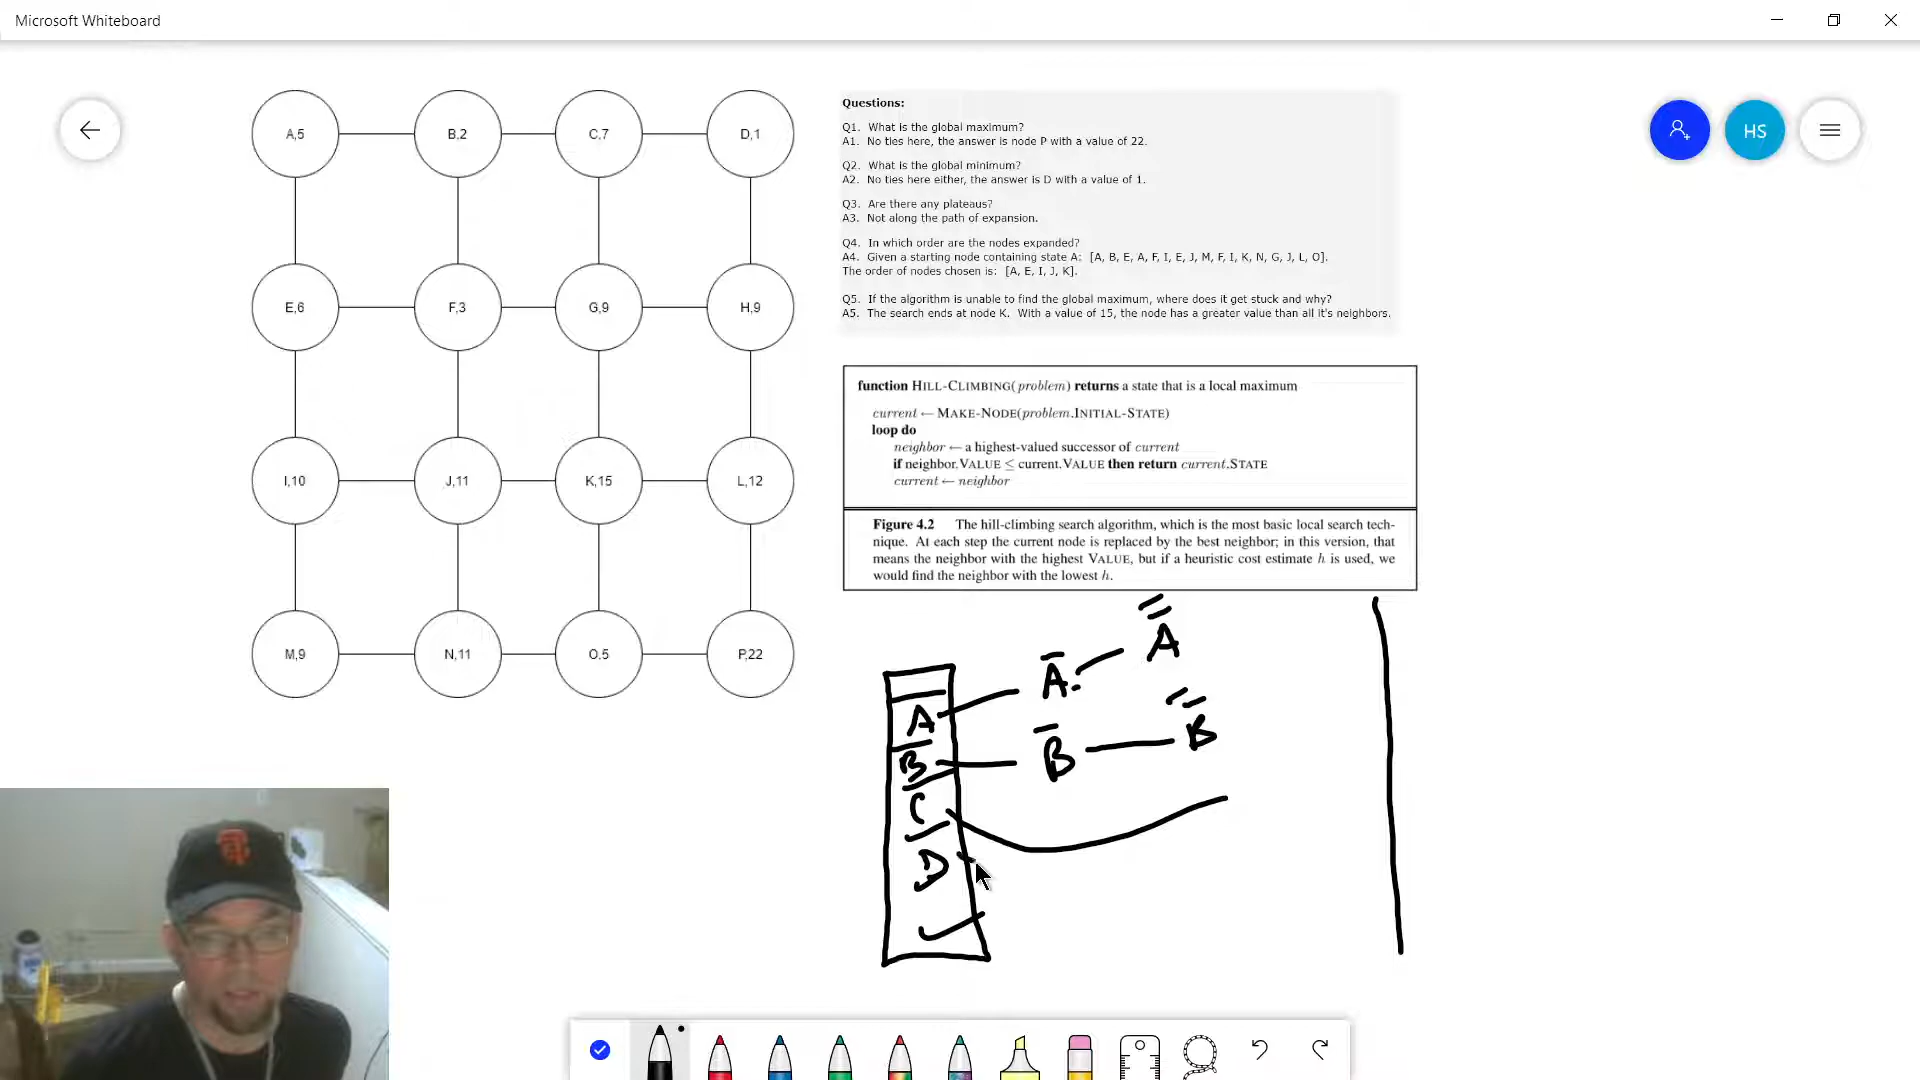 Microsoft Whiteboard
A,5
B,2
C,7
D,1
E,6
F,3
G,9
H,9
I,10
J,11
K,15
L,12
M,9
N,11
O,5
P,22
Questions:
Q1. What is the global maximum?
A1. No ties here, the answer is node P with a value of 22.
Q2. What is the global minimum?
A2. No ties here either, the answer is D with a value of 1.
Q3. Are there any plateaus?
A3. Not along the path of expansion.
Q4. In which order are the nodes expanded?
A4. Given a starting node containing state A: [A, B, E, A, F, I, E, J, M, F, I, K, N, G, J, L, O].
The order of nodes chosen is: [A, E, I, J, K].
Q5. If the algorithm is unable to find the global maximum, where does it get stuck and why?
A5. The search ends at node K. With a value of 15, the node has a greater value than all it's neighbors.
HS
function HILL-CLIMBING(problem) returns a state that is a local maximum
current ← MAKE-NODE(problem.INITIAL-STATE)
loop do
neighbor ← a highest-valued successor of current
if neighbor.VALUE ≤ current.VALUE then return current.STATE
current ← neighbor
Figure 4.2 The hill-climbing search algorithm, which is the most basic local search tech-
nique. At each step the current node is replaced by the best neighbor; in this version, that
means the neighbor with the highest VALUE, but if a heuristic cost estimate h is used, we
would find the neighbor with the lowest h.
A
A
A
B
B
B
C
D